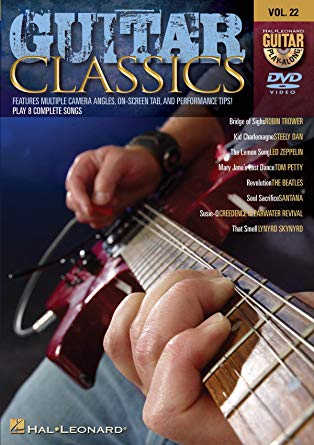 VOL. 22
GUITAR
CLASSICS
HAL•LEONARD
GUITAR
PLAY-ALONG
DVD
VIDEO
FEATURES MULTIPLE CAMERA ANGLES, ON-SCREEN TAB, AND PERFORMANCE TIPS!
PLAY 8 COMPLETE SONGS
Bridge of Sighs ROBIN TROWER
Kid Charlemagne STEELY DAN
The Lemon Song LED ZEPPELIN
Mary Jane's Last Dance TOM PETTY
Revolution THE BEATLES
Soul Sacrifice SANTANA
Susie-Q CREEDENCE CLEARWATER REVIVAL
That Smell LYNYRD SKYNYRD
HAL•LEONARD®